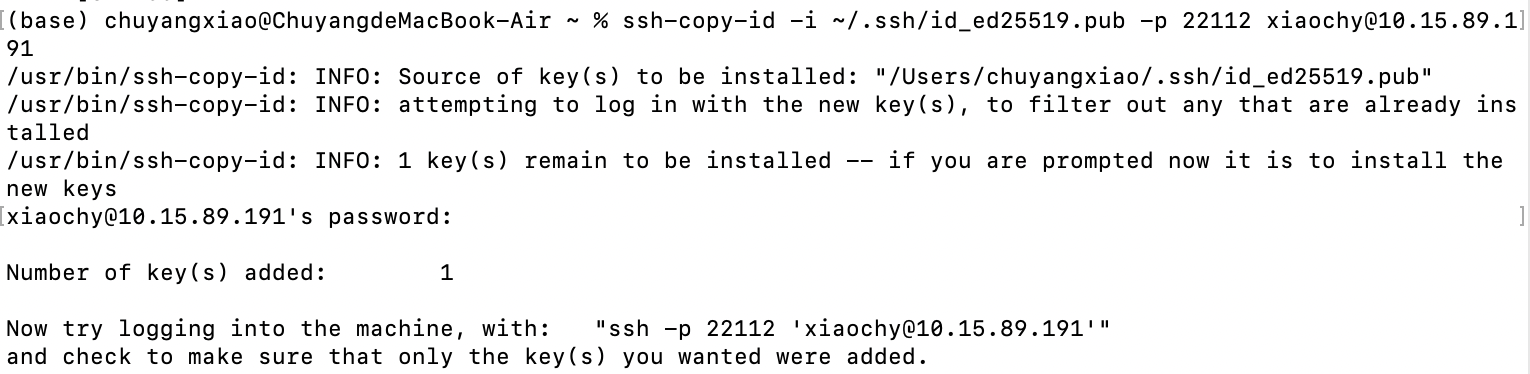 (base) chuyangxiao@ChuyangdeMacBook-Air ~ % ssh-copy-id -i ~/.ssh/id_ed25519.pub -p 22112 xiaochy@10.15.89.1
91
/usr/bin/ssh-copy-id: INFO: Source of key(s) to be installed: "/Users/chuyangxiao/.ssh/id_ed25519.pub"
/usr/bin/ssh-copy-id: INFO: attempting to log in with the new key(s), to filter out any that are already ins
talled
/usr/bin/ssh-copy-id: INFO: 1 key(s) remain to be installed -- if you are prompted now it is to install the
new keys
xiaochy@10.15.89.191's password:
Number of key(s) added:        1
Now try logging into the machine, with:   "ssh -p 22112 'xiaochy@10.15.89.191'"
and check to make sure that only the key(s) you wanted were added.